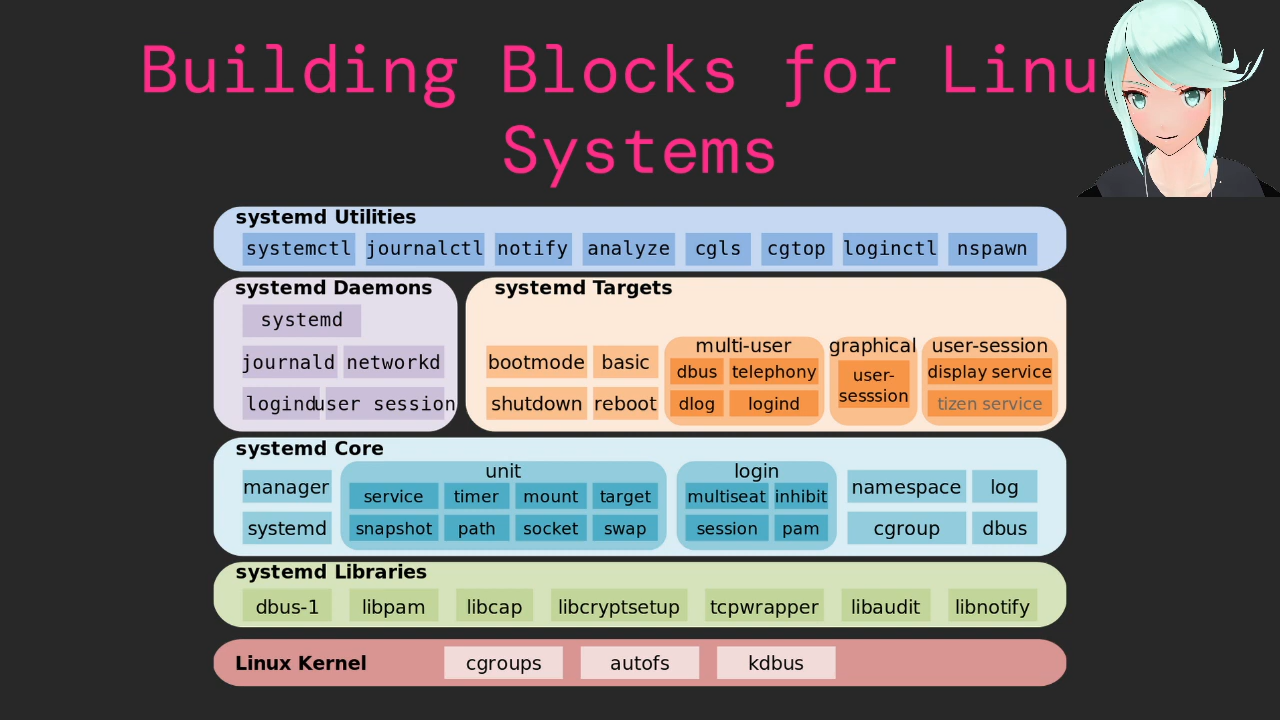 Building Blocks for Linu
Systems
systemd Utilities
systemctl journalctl notify analyze cgls cgtop loginctl nspawn
systemd Daemons
systemd
journald networkd
logind user session
systemd Targets
bootmode basic
shutdown reboot
multi-user
dbus telephony
dlog logind
graphical
user-
sesssion
user-session
display service
tizen service
systemd Core
manager
systemd
unit
service timer mount target
snapshot path socket swap
login
multiseat inhibit
session pam
namespace log
cgroup dbus
systemd Libraries
dbus-1 libpam libcap libcryptsetup tcpwrapper libaudit libnotify
Linux Kernel cgroups autofs kdbus